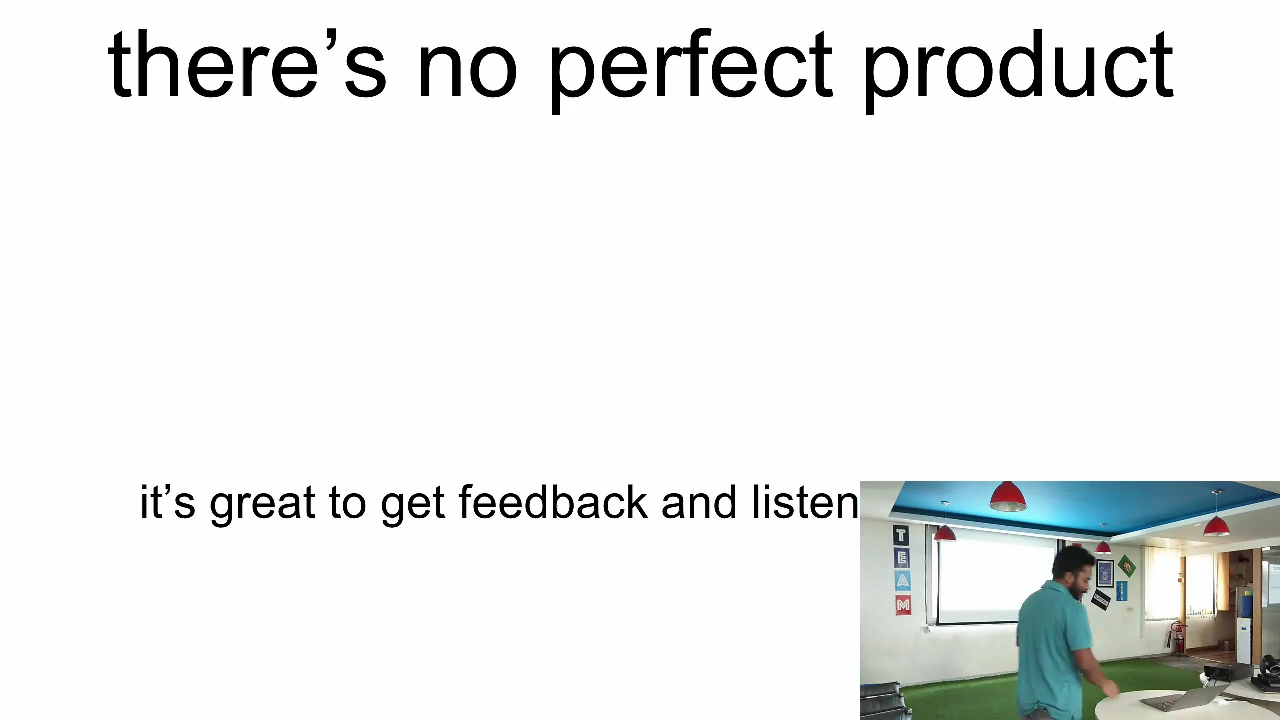 there’s no perfect product
it’s great to get feedback and listen
T
E
A
M